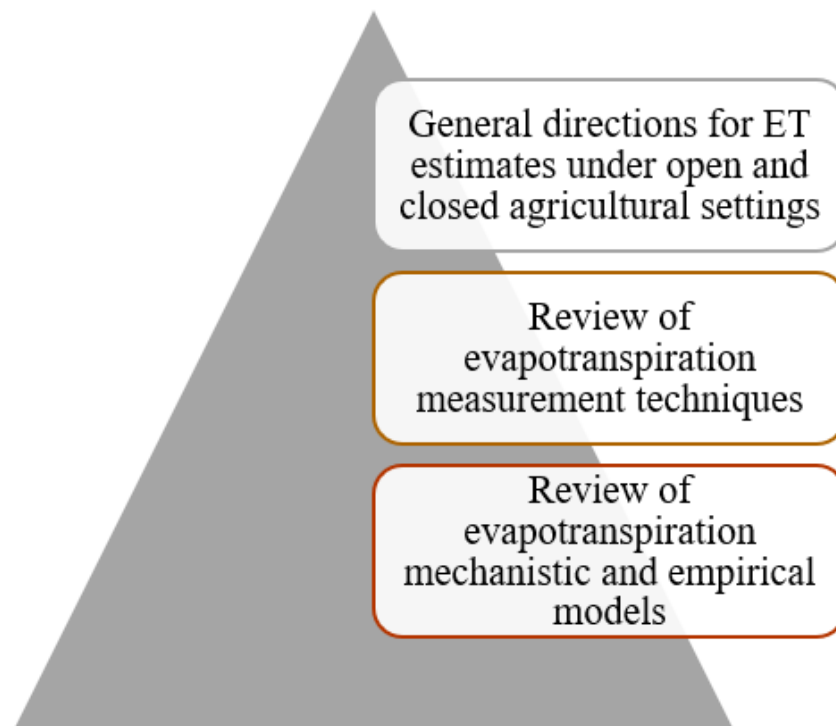 General directions for ET
estimates under open and
closed agricultural settings
Review of
evapotranspiration
measurement techniques
Review of
evapotranspiration
mechanistic and empirical
models